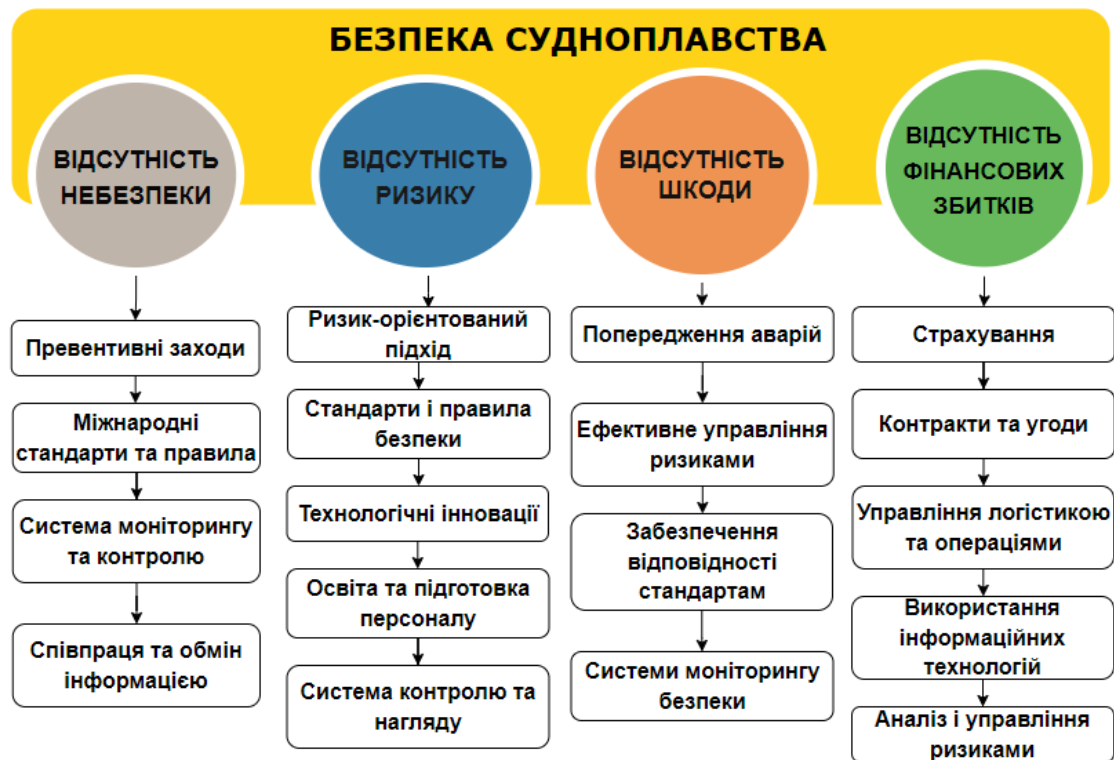 БЕЗПЕКА СУДНОПЛАВСТВА
ВІДСУТНІСТЬ
НЕБЕЗПЕКИ
ВІДСУТНІСТЬ
РИЗИКУ
ВІДСУТНІСТЬ
ШКОДИ
ВІДСУТНІСТЬ
ФІНАНСОВИХ
ЗБИТКІВ
Превентивні заходи
Міжнародні
стандарти та правила
Система моніторингу
та контролю
Співпраця та обмін
інформацією
Ризик-орієнтований
підхід
Стандарти і правила
безпеки
Технологічні інновації
Освіта та підготовка
персоналу
Система контролю та
нагляду
Попередження аварій
Ефективне управління
ризиками
Забезпечення
відповідності
стандартам
Системи моніторингу
безпеки
Страхування
Контракти та угоди
Управління логістикою
та операціями
Використання
інформаційних
технологій
Аналіз і управління
ризиками